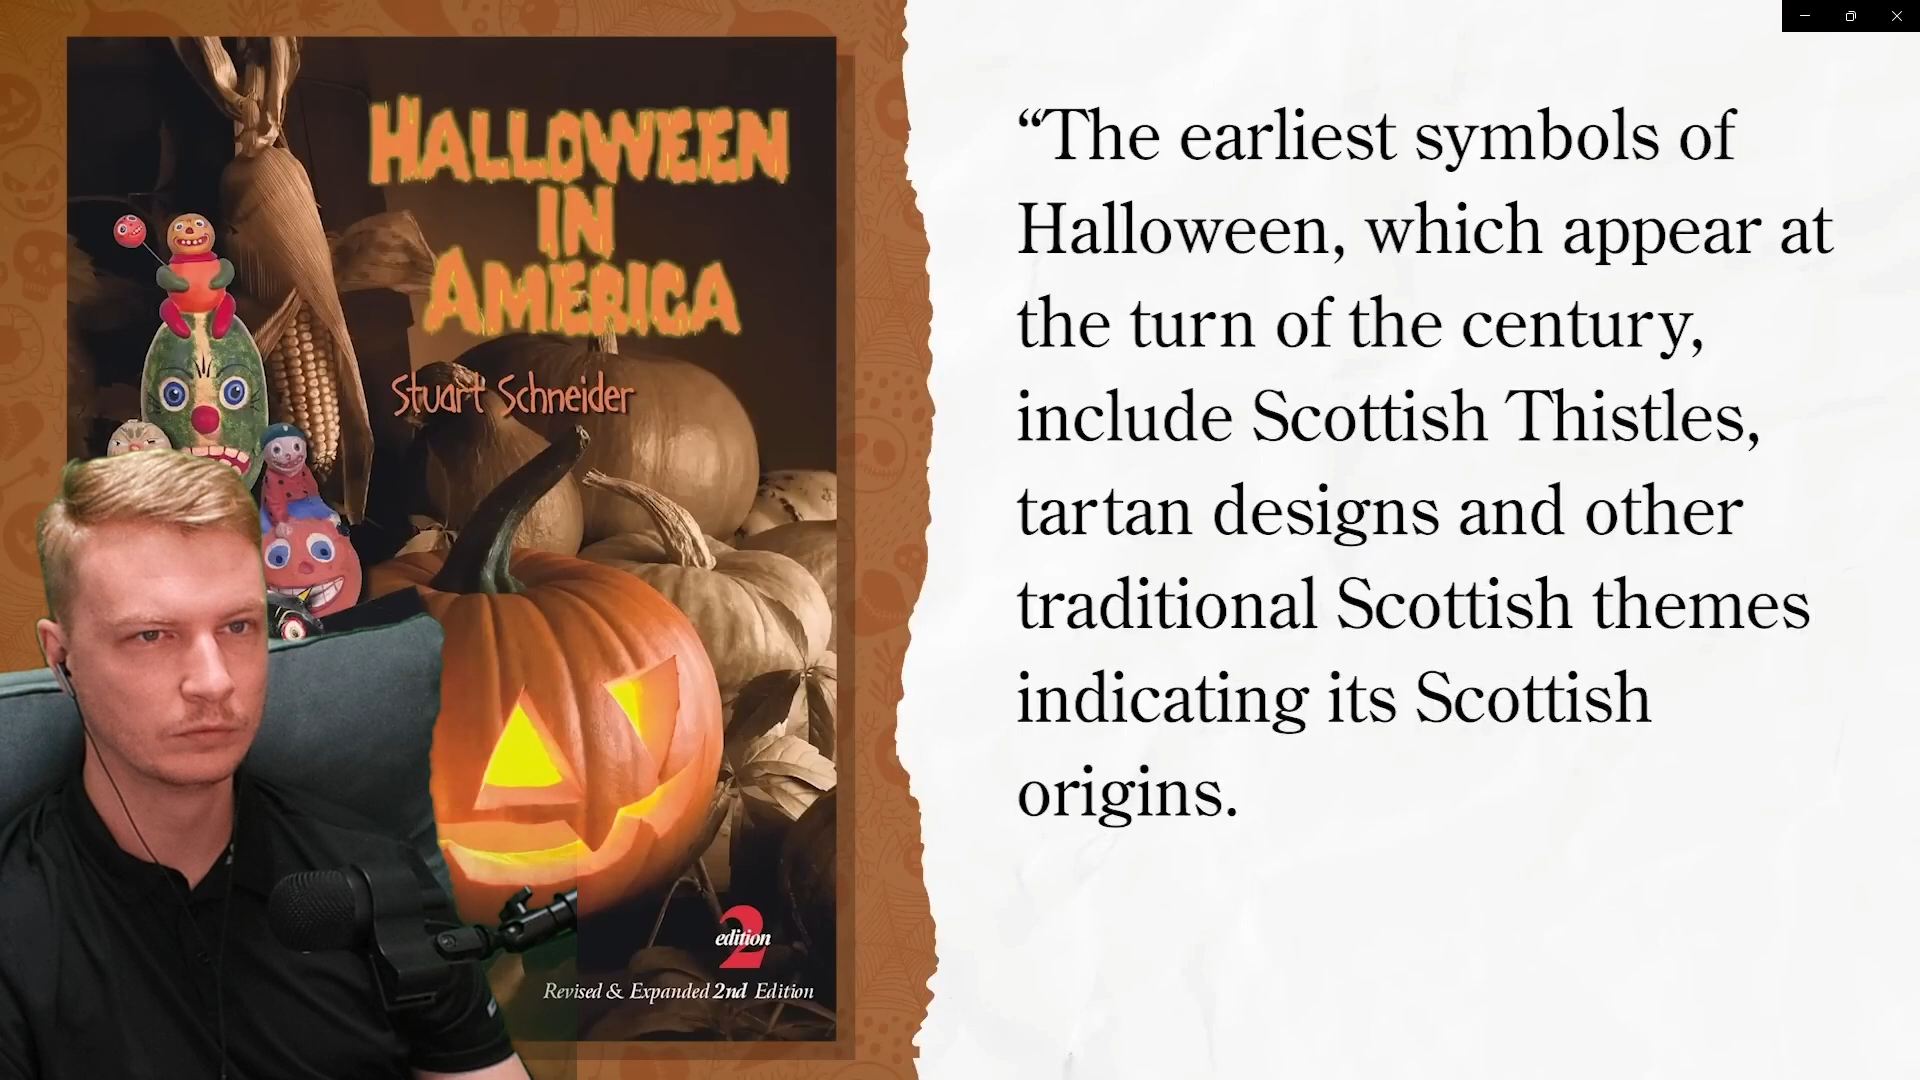 HALLOWEEN
IN
AMERICA
Stuart Schneider
2
edition
Revised & Expanded 2nd Edition
“The earliest symbols of
Halloween, which appear at
the turn of the century,
include Scottish Thistles,
tartan designs and other
traditional Scottish themes
indicating its Scottish
origins.